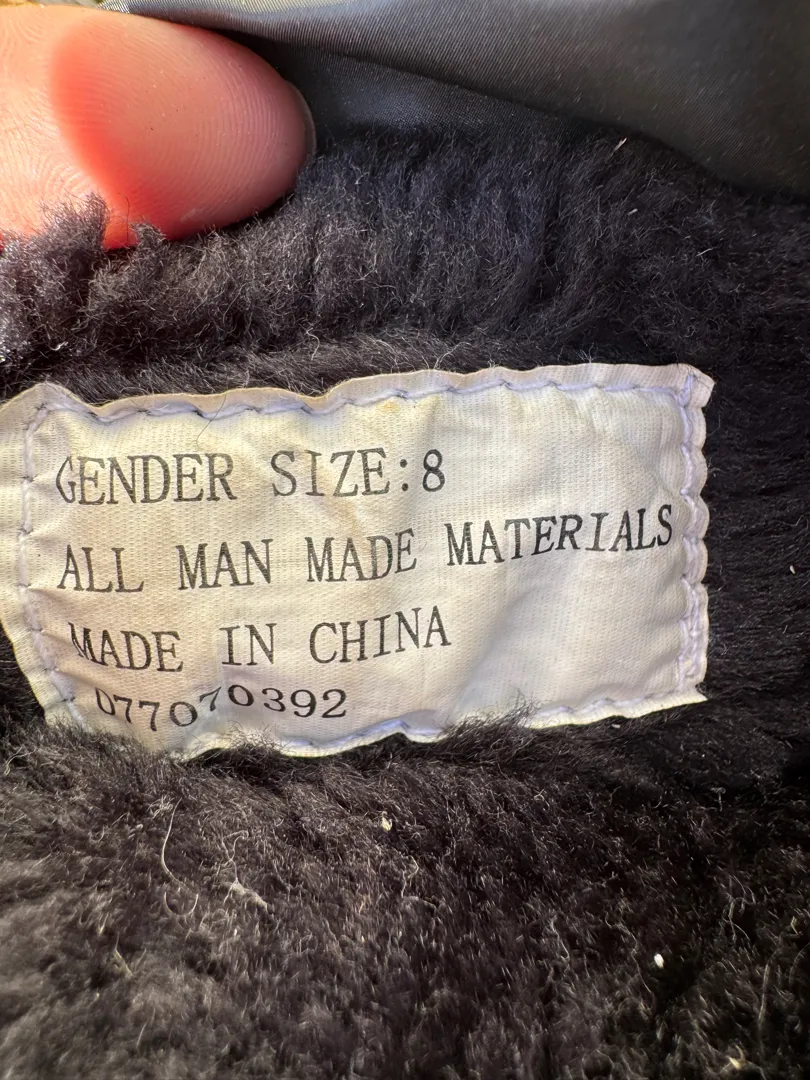 GENDER SIZE:8
ALL MAN MADE MATERIALS
MADE IN CHINA
077070392